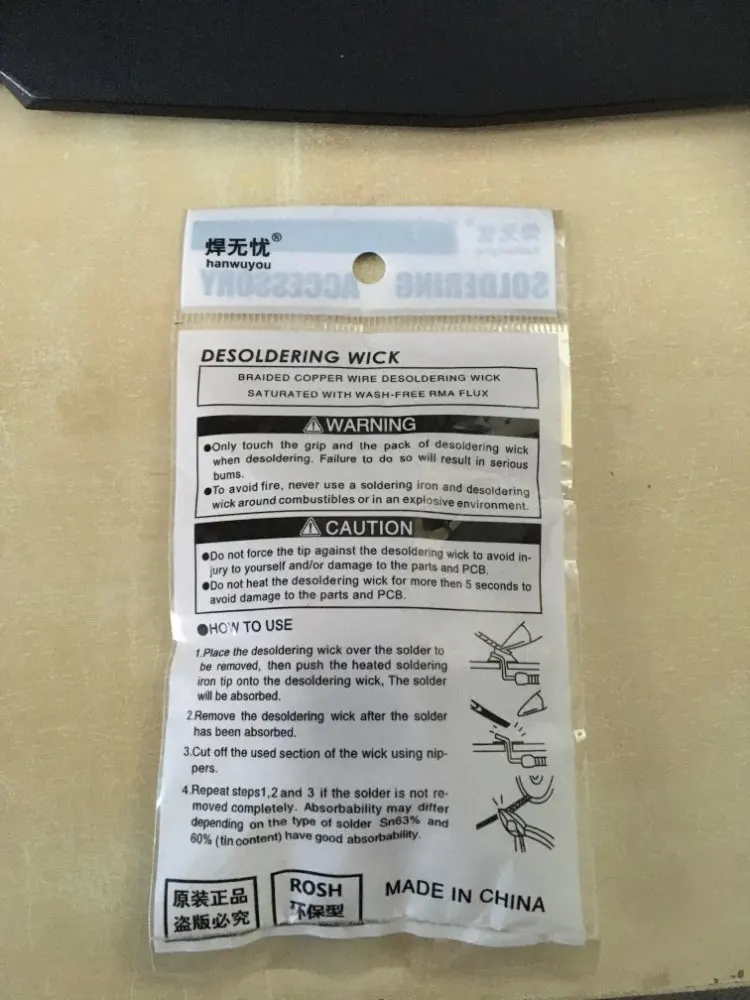 焊无忧®
hanwuyou
焊无忧
SOLDERING ACCESSORY
DESOLDERING WICK
BRAIDED COPPER WIRE DESOLDERING WICK
SATURATED WITH WASH-FREE RMA FLUX
WARNING
●Only touch the grip and the pack of desoldering wick
when desoldering. Failure to do so will result in serious
bums.
●To avoid fire, never use a soldering iron and desoldering
wick around combustibles or in an explosive environment.
CAUTION
●Do not force the tip against the desoldering wick to avoid in-
jury to yourself and/or damage to the parts and PCB.
●Do not heat the desoldering wick for more then 5 seconds to
avoid damage to the parts and PCB.
●HOW TO USE
1.Place the desoldering wick over the solder to
be removed, then push the heated soldering
iron tip onto the desoldering wick, The solder
will be absorbed.
2.Remove the desoldering wick after the solder
has been absorbed.
3.Cut off the used section of the wick using nip-
pers.
4.Repeat steps1,2 and 3 if the solder is not re-
moved completely. Absorbability may differ
depending on the type of solder Sn63% and
60% (tin content) have good absorbability.
原装正品
盗版必究
ROSH
环保型
MADE IN CHINA